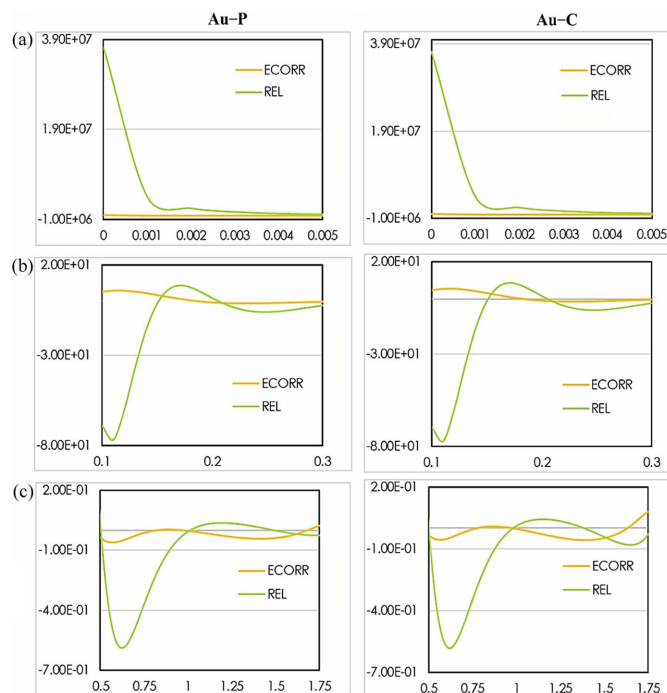 Au–P
Au–C
(a)
3.90E+07
1.90E+07
-1.00E+06
ECORR
REL
0 0.001 0.002 0.003 0.004 0.005
3.90E+07
1.90E+07
-1.00E+06
ECORR
REL
0 0.001 0.002 0.003 0.004 0.005
(b)
2.00E+01
-3.00E+01
-8.00E+01
ECORR
REL
0.1 0.2 0.3
2.00E+01
-3.00E+01
-8.00E+01
ECORR
REL
0.1 0.2 0.3
(c)
2.00E-01
-1.00E-01
-4.00E-01
-7.00E-01
ECORR
REL
0.5 0.75 1 1.25 1.5 1.75
2.00E-01
-1.00E-01
-4.00E-01
-7.00E-01
ECORR
REL
0.5 0.75 1 1.25 1.5 1.75